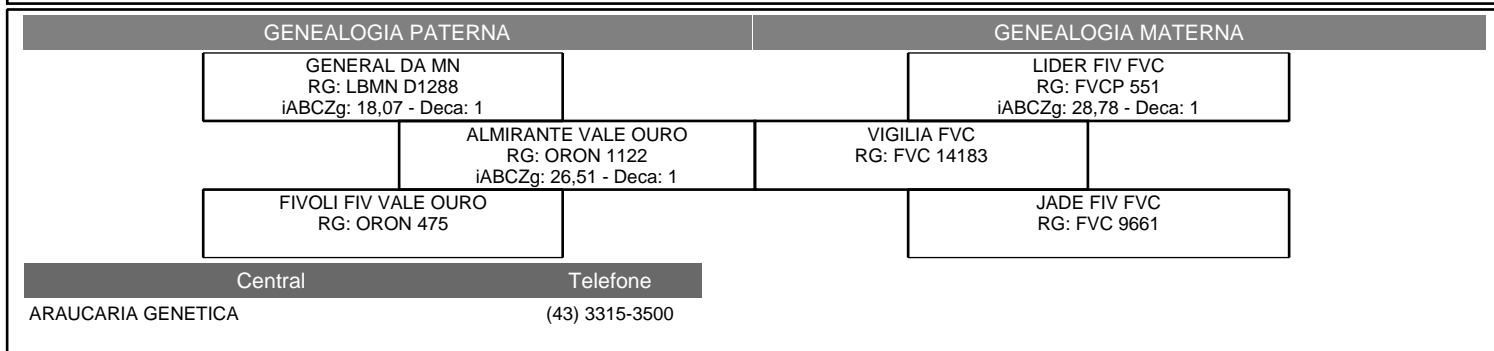 GENEALOGIA PATERNA
GENEALOGIA MATERNA
GENERAL DA MN
RG: LBMN D1288
iABCZg: 18,07 - Deca: 1
LIDER FIV FVC
RG: FVCP 551
iABCZg: 28,78 - Deca: 1
ALMIRANTE VALE OURO
RG: ORON 1122
iABCZg: 26,51 - Deca: 1
VIGILIA FVC
RG: FVC 14183
FIVOLI FIV VALE OURO
RG: ORON 475
JADE FIV FVC
RG: FVC 9661
Central Telefone
ARAUCARIA GENETICA (43) 3315-3500